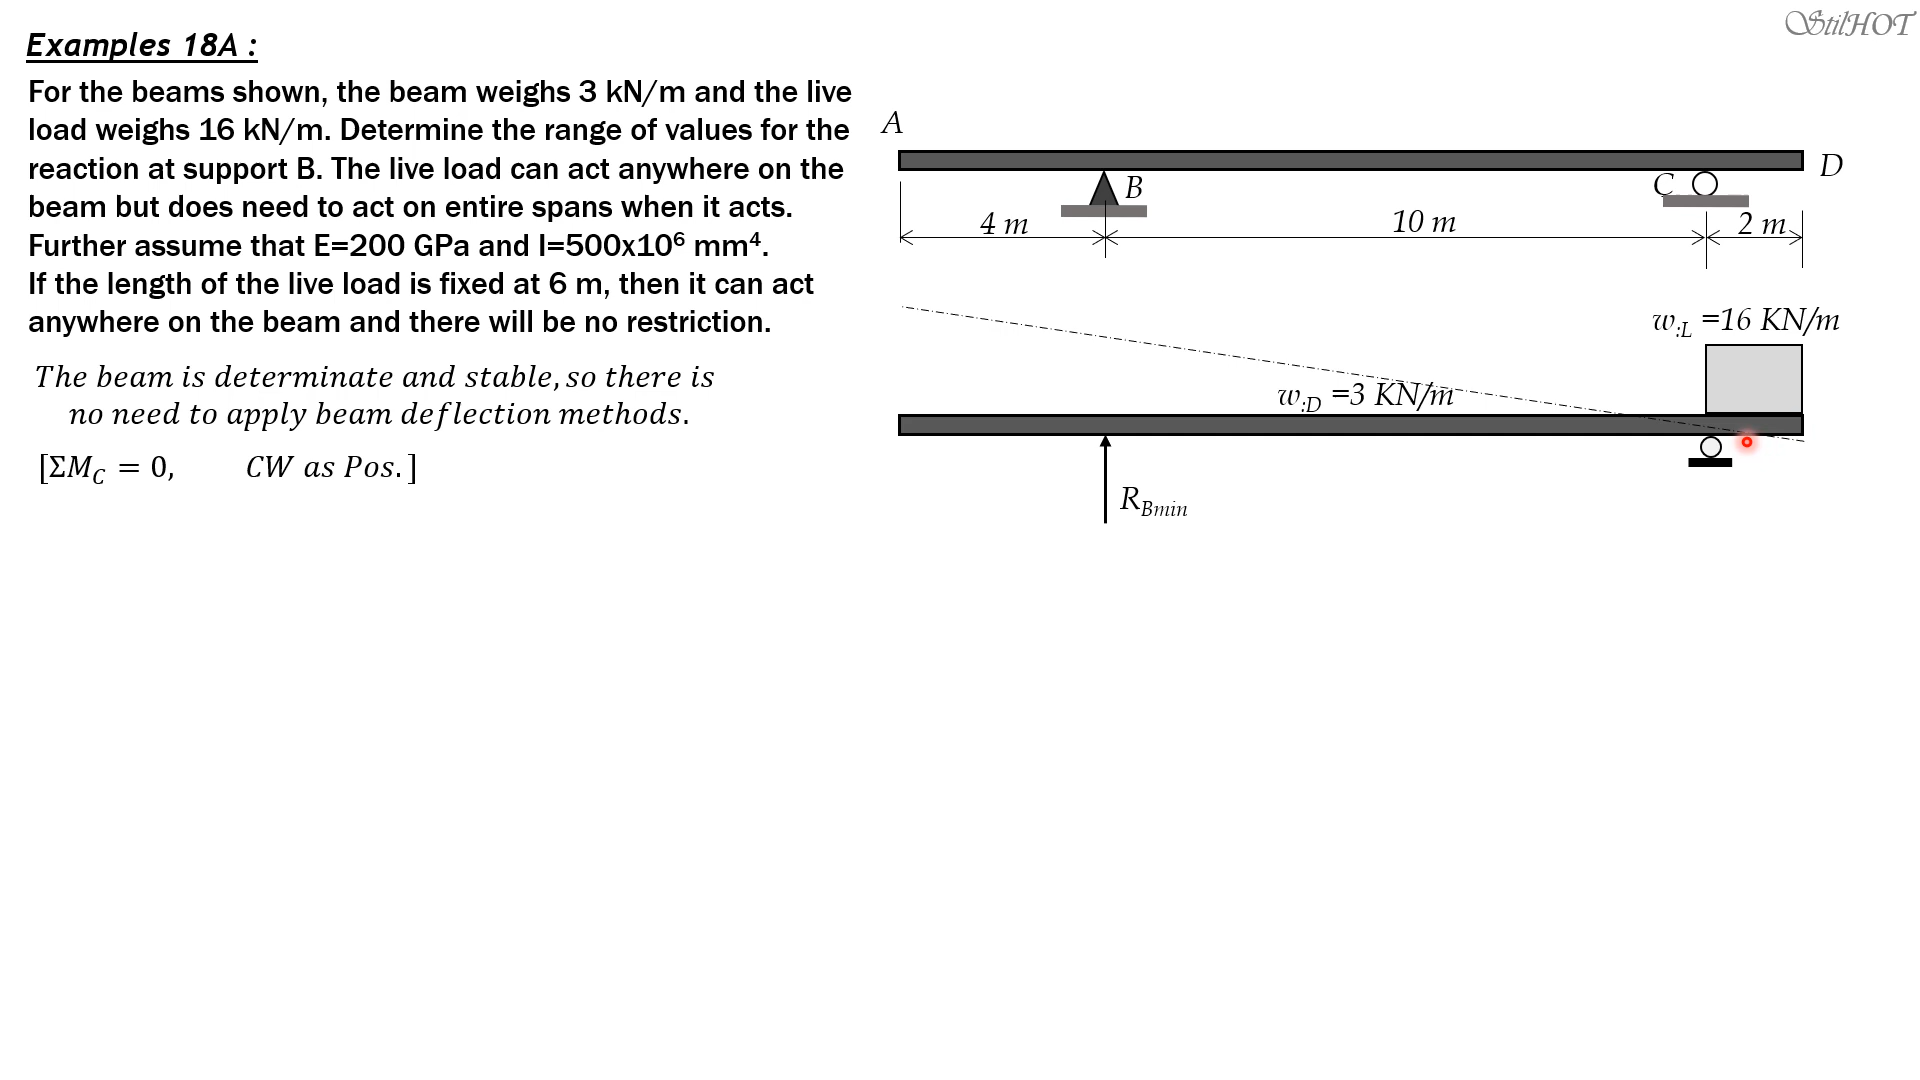 StilHOT
Examples 18A :
For the beams shown, the beam weighs 3 kN/m and the live
load weighs 16 kN/m. Determine the range of values for the
reaction at support B. The live load can act anywhere on the
beam but does need to act on entire spans when it acts.
Further assume that E=200 GPa and I=500x10⁶ mm⁴.
If the length of the live load is fixed at 6 m, then it can act
anywhere on the beam and there will be no restriction.
The beam is determinate and stable, so there is
no need to apply beam deflection methods.
[ΣM_C = 0, CW as Pos.]
A
D
B
C
4 m
10 m
2 m
w:L =16 KN/m
w:D =3 KN/m
R_Bmin